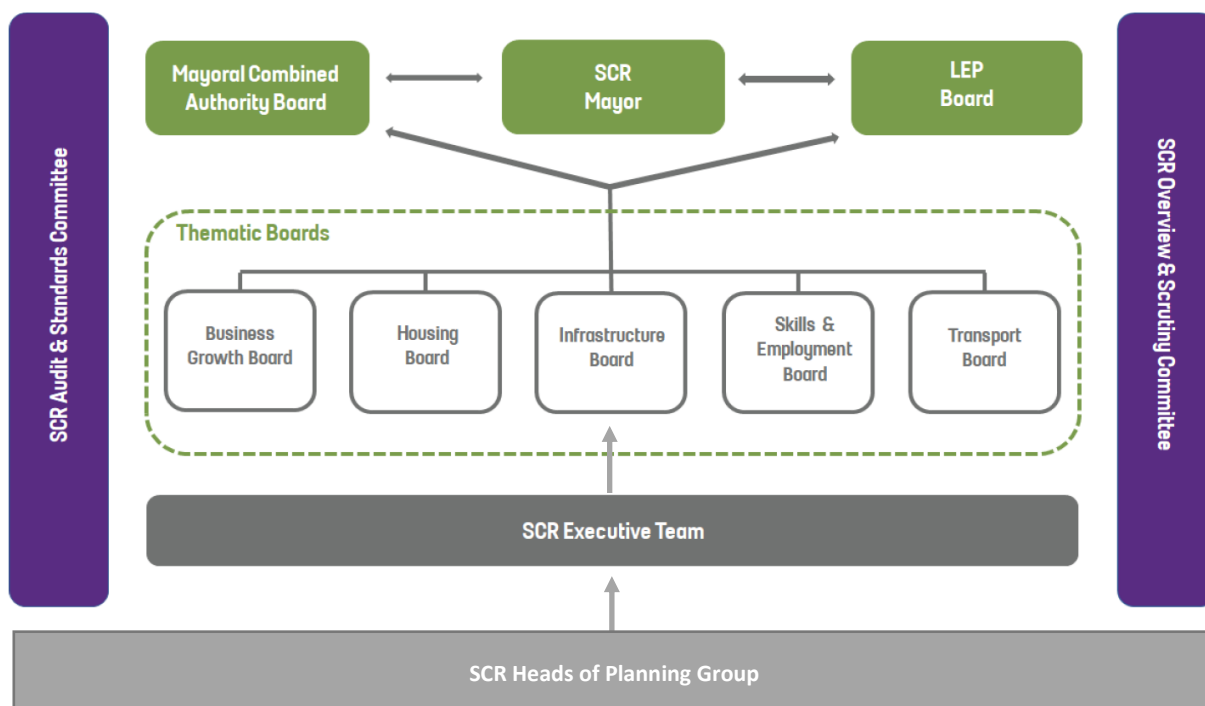 SCR Audit & Standards Committee
Mayoral Combined
Authority Board
SCR
Mayor
LEP
Board
SCR Overview & Scrutiny Committee
Thematic Boards
Business
Growth Board
Housing
Board
Infrastructure
Board
Skills &
Employment
Board
Transport
Board
SCR Executive Team
SCR Heads of Planning Group